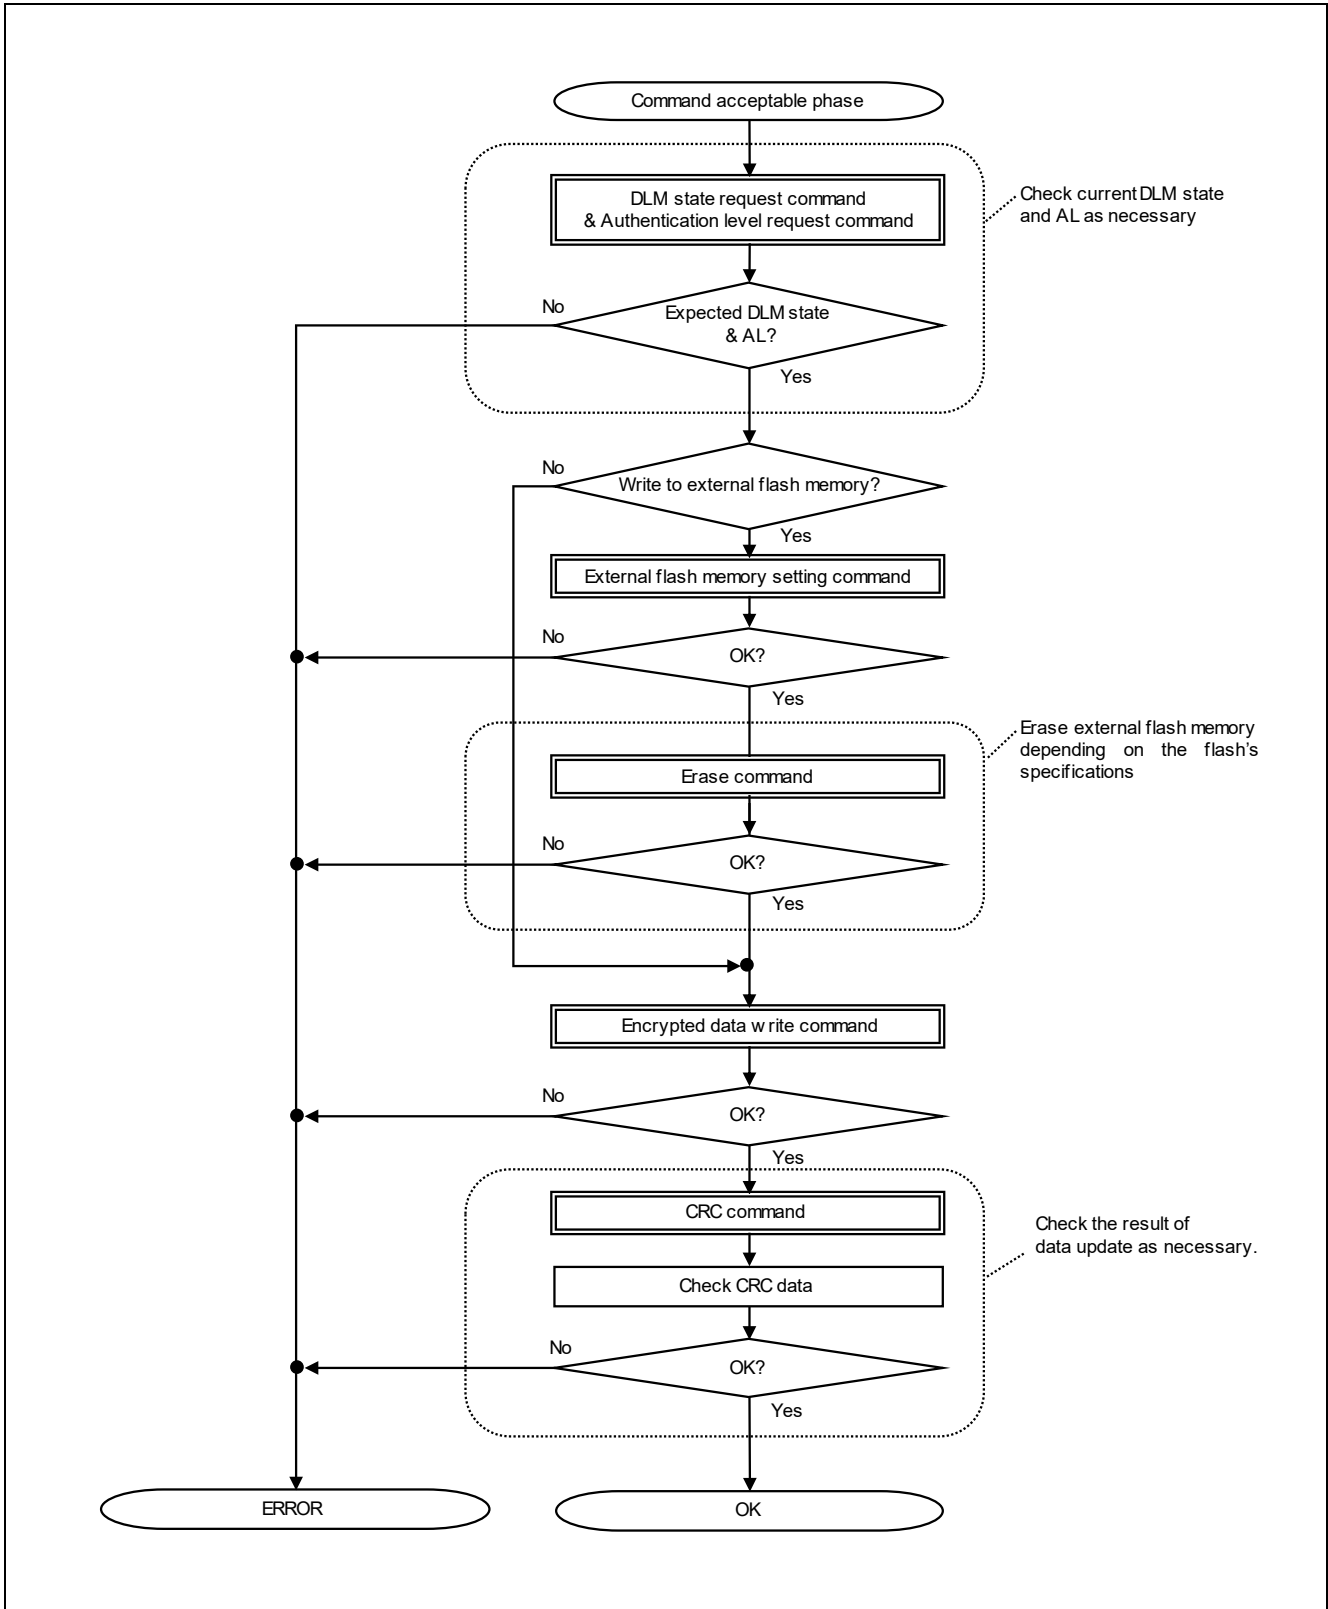 Command acceptable phase
DLM state request command
& Authentication level request command
Check current DLM state
and AL as necessary
No
Expected DLM state
& AL?
Yes
No
Write to external flash memory?
Yes
External flash memory setting command
No
OK?
Yes
Erase external flash memory
depending on the flash's
specifications
Erase command
No
OK?
Yes
Encrypted data write command
No
OK?
Yes
CRC command
Check the result of
data update as necessary.
Check CRC data
No
OK?
Yes
ERROR
OK